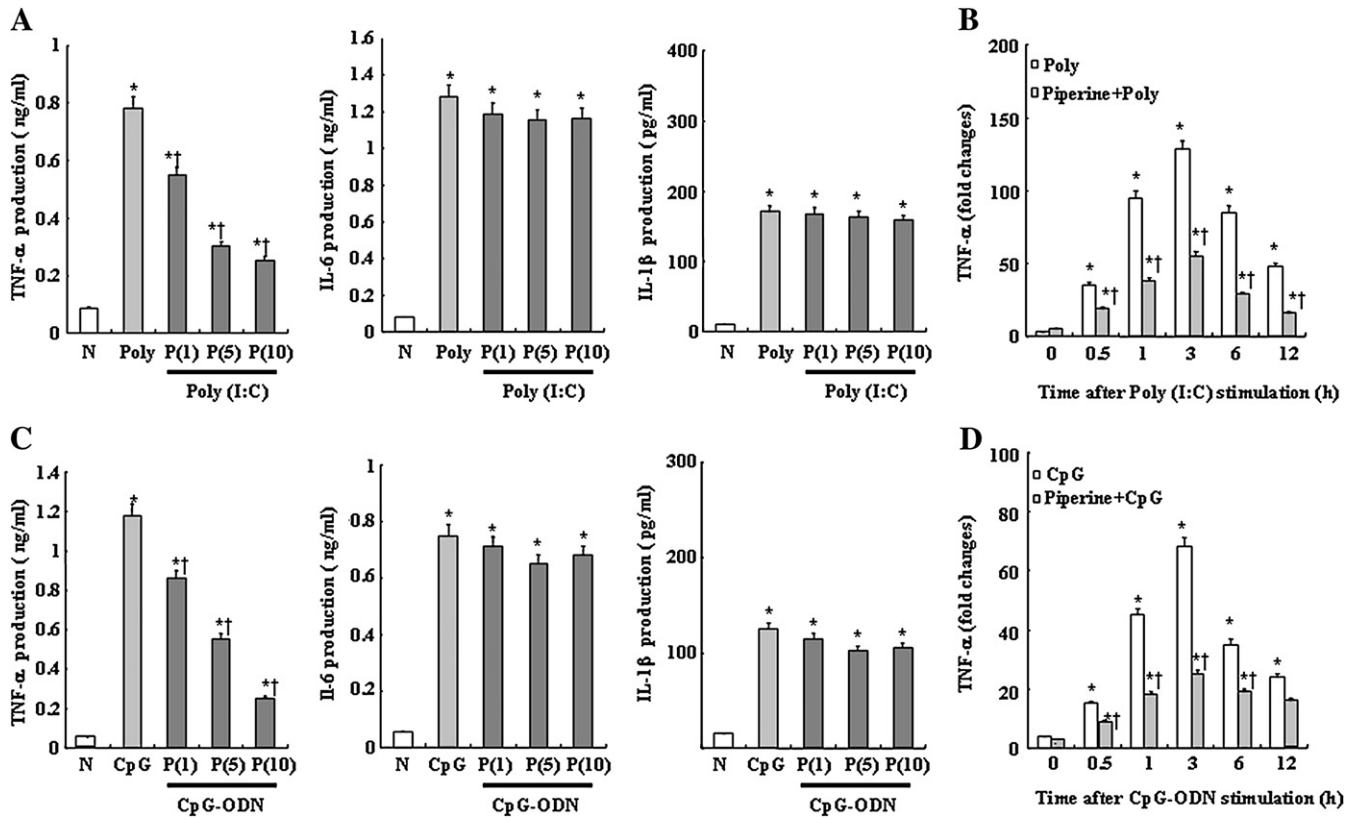 A
TNF-α production ( ng/ml)
1
0.8
0.6
0.4
0.2
0
*
*†
*†
*†
N Poly P(1) P(5) P(10)
Poly (I:C)
IL-6 production ( ng/ml)
1.6
1.4
1.2
1
0.8
0.6
0.4
0.2
0
* * * *
N Poly P(1) P(5) P(10)
Poly (I:C)
IL-1β production ( pg/ml)
400
300
200
100
0
* * * *
N Poly P(1) P(5) P(10)
Poly (I:C)
B
TNF-α (fold changes)
200
150
100
50
0
Poly
Piperine+Poly
* *† * *† * *† * *† * *†
0 0.5 1 3 6 12
Time after Poly (I:C) stimulation (h)
C
TNF-α production ( ng/ml)
1.4
1.2
1
0.8
0.6
0.4
0.2
0
*
*†
*†
*†
N CpG P(1) P(5) P(10)
CpG-ODN
Il-6 production ( ng/ml)
1
0.8
0.6
0.4
0.2
0
* * * *
N CpG P(1) P(5) P(10)
CpG-ODN
IL-1β production ( pg/ml)
300
200
100
0
* * * *
N CpG P(1) P(5) P(10)
CpG-ODN
D
TNF-α (fold changes)
100
80
60
40
20
0
CpG
Piperine+CpG
* *† * *† * *† * *† *
0 0.5 1 3 6 12
Time after CpG-ODN stimulation (h)